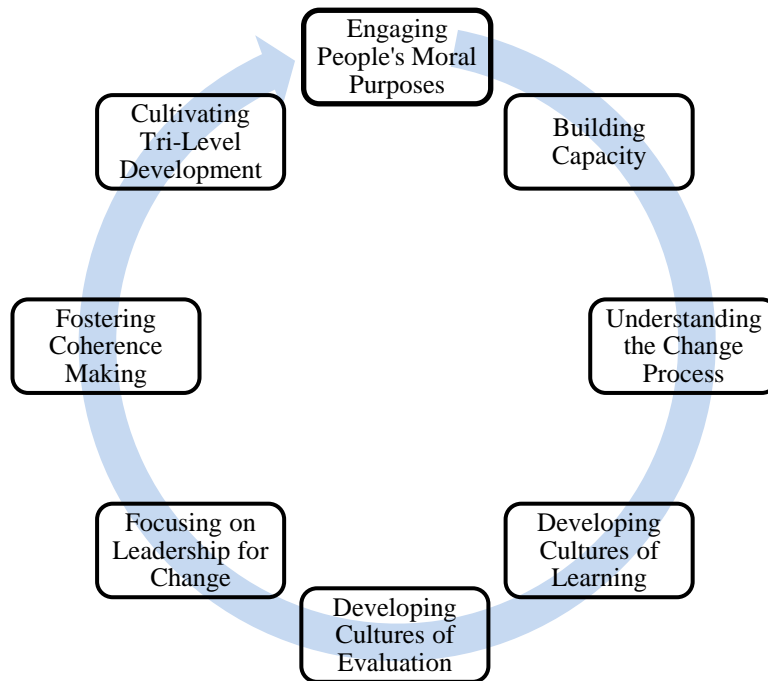 Engaging
People's Moral
Purposes
Building
Capacity
Understanding
the Change
Process
Developing
Cultures of
Learning
Developing
Cultures of
Evaluation
Focusing on
Leadership for
Change
Fostering
Coherence
Making
Cultivating
Tri-Level
Development